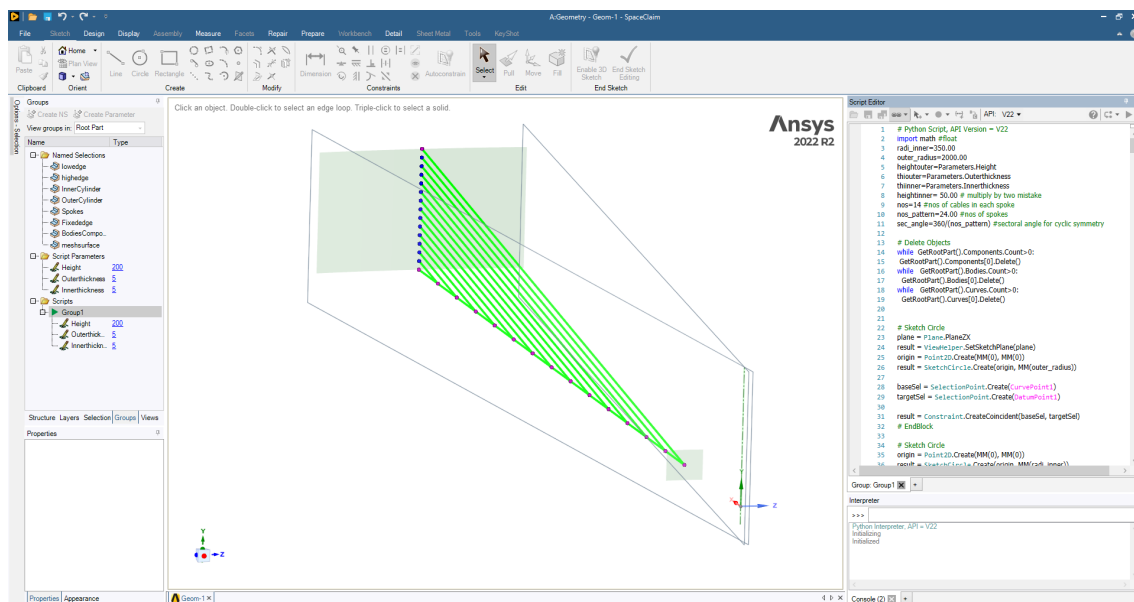 A:Geometry - Geom-1 - SpaceClaim
File Sketch Design Display Assembly Measure Facets Repair Prepare Workbench Detail Sheet Metal Tools KeyShot
Paste
Home
Plan View
Line Circle Rectangle
Dimension
Autoconstrain
Select Pull Move Fill
Enable 3D Sketch
End Sketch Editing
Clipboard Orient Create Modify Constraints Edit End Sketch
Options - Selection
Groups
Create NS Create Parameter
View groups in: Root Part
Name Type
Named Selections
lowedge
highedge
InnerCylinder
OuterCylinder
Spokes
Fixededge
BodiesCompo..
meshsurface
Script Parameters
Height 200
Outerthickness 5
Innerthickness 5
Scripts
Group1
Height 200
Outerthick.. 5
Innerthickn.. 5
Structure Layers Selection Groups Views
Properties
Properties Appearance
Click an object. Double-click to select an edge loop. Triple-click to select a solid.
Ansys
2022 R2
Y
X
Z
Y
Z
Geom-1
Script Editor
API: V22
1 # Python Script, API Version = V22
2 import math #float
3 radi_inner=350.00
4 outer_radius=2000.00
5 heightouter=Parameters.Height
6 thiouter=Parameters.Outerthickness
7 thiinner=Parameters.Innerthickness
8 heightinner= 50.00 # multiply by two mistake
9 nos=14 #nos of cables in each spoke
10 nos_pattern=24.00 #nos of spokes
11 sec_angle=360/(nos_pattern) #sectoral angle for cyclic symmetry
12
13 # Delete Objects
14 while GetRootPart().Components.Count>0:
15 GetRootPart().Components[0].Delete()
16 while GetRootPart().Bodies.Count>0:
17 GetRootPart().Bodies[0].Delete()
18 while GetRootPart().Curves.Count>0:
19 GetRootPart().Curves[0].Delete()
20
21
22 # Sketch Circle
23 plane = Plane.PlaneZX
24 result = ViewHelper.SetSketchPlane(plane)
25 origin = Point2D.Create(MM(0), MM(0))
26 result = SketchCircle.Create(origin, MM(outer_radius))
27
28 baseSel = SelectionPoint.Create(CurvePoint1)
29 targetSel = SelectionPoint.Create(DatumPoint1)
30
31 result = Constraint.CreateCoincident(baseSel, targetSel)
32 # EndBlock
33
34 # Sketch Circle
35 origin = Point2D.Create(MM(0), MM(0))
36 result = SketchCircle.Create(origin, MM(radi_inner))
Group: Group1
Interpreter
>>>
Python Interpreter, API = V22
Initializing
Initialized
Console (2)